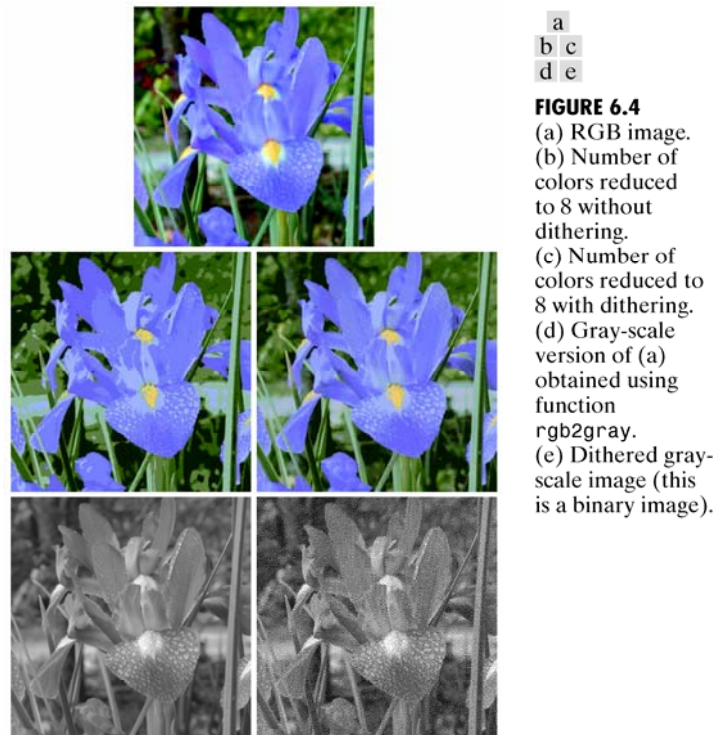 a
b c
d e
FIGURE 6.4
(a) RGB image.
(b) Number of
colors reduced
to 8 without
dithering.
(c) Number of
colors reduced to
8 with dithering.
(d) Gray-scale
version of (a)
obtained using
function
rgb2gray.
(e) Dithered gray-
scale image (this
is a binary image).